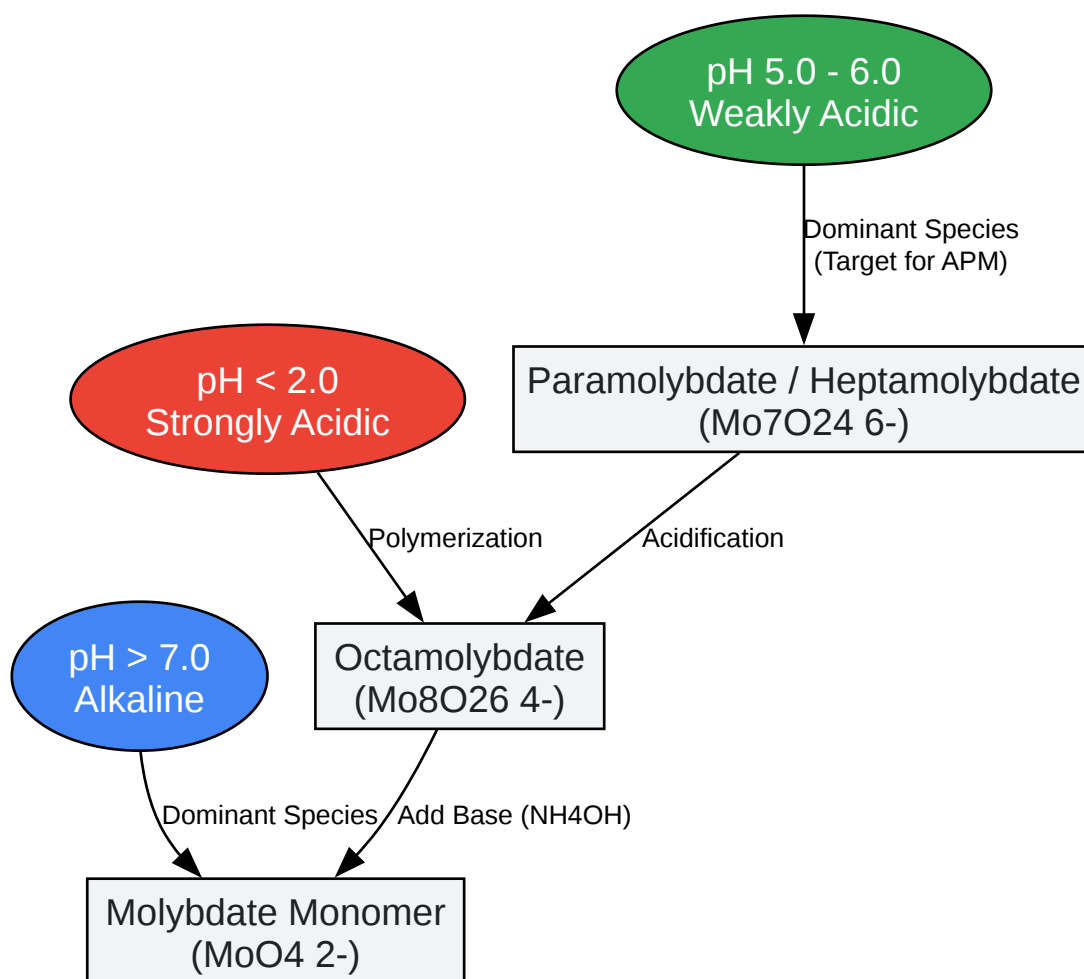 pH 5.0 - 6.0
Weakly Acidic
Dominant Species
(Target for APM)
pH < 2.0
Strongly Acidic
Paramolybdate / Heptamolybdate
(Mo7O24 6-)
Polymerization
Acidification
pH > 7.0
Alkaline
Octamolybdate
(Mo8O26 4-)
Dominant Species
Add Base (NH4OH)
Molybdate Monomer
(MoO4 2-)